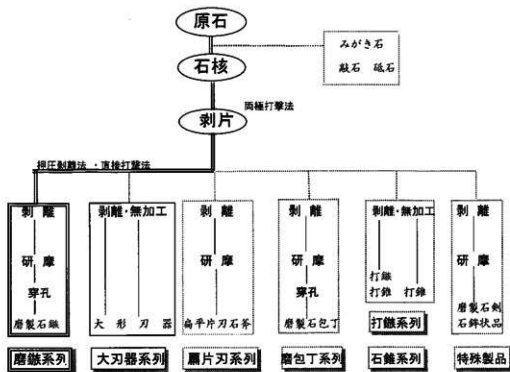 原石
みがき石
石核
敲石　砥石
両極打撃法
剥片
押圧剥離法・直接打撃法
剥離
研摩
穿孔
磨製石鏃
磨鏃系列
剥離・無加工
大形刃器
大刃器系列
剥離
研摩
扁平片刃石斧
扁片刃系列
剥離
研摩
穿孔
磨製石包丁
磨包丁系列
剥離・無加工
打鏃
打錐　打錐
打鏃系列
石錐系列
剥離
研摩
磨製石剣
石鉾状品
特殊製品